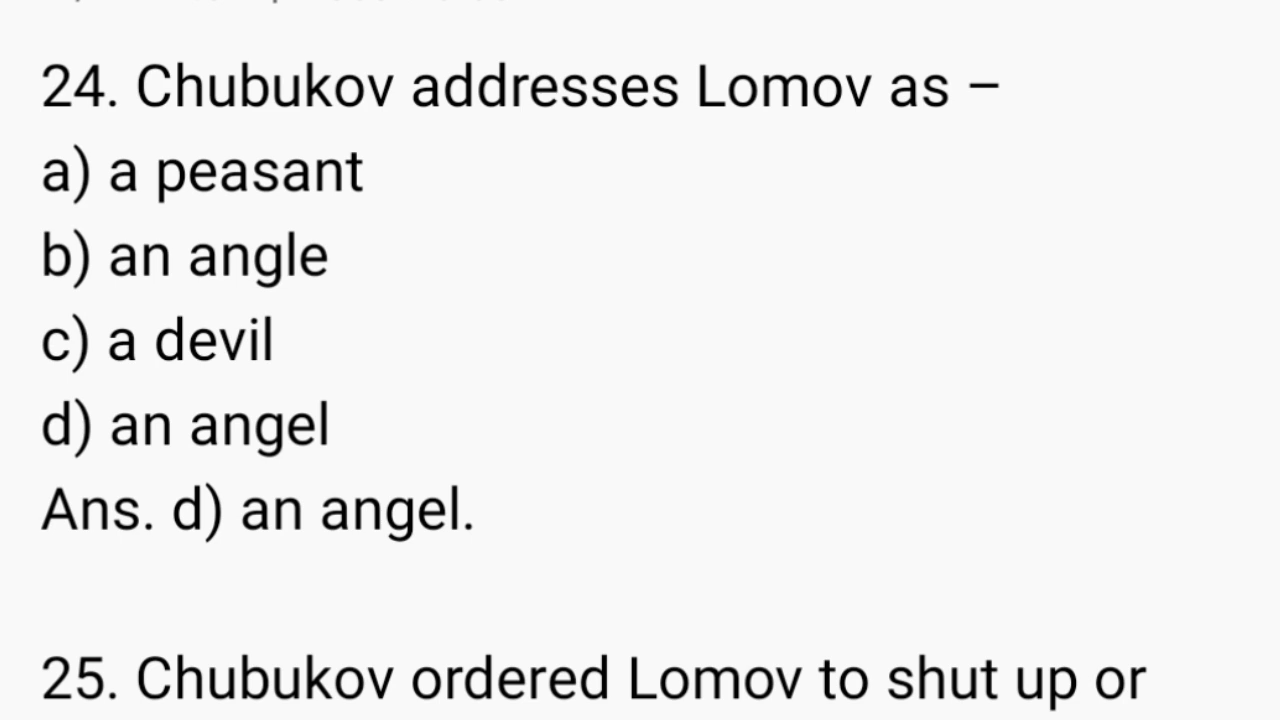 24. Chubukov addresses Lomov as –
a) a peasant
b) an angle
c) a devil
d) an angel
Ans. d) an angel.
25. Chubukov ordered Lomov to shut up or